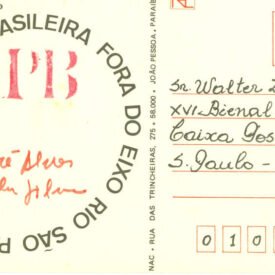 ASILEIRA FORA DO EIXO RIO SÃO P
PB
NAC - RUA DAS TRINCHEIRAS, 275 - 58.000 - JOÃO PESSOA, PARAÍB
Sr. Walter
XVI Bienal
Caixa Pos
S. Paulo -
0 1 0